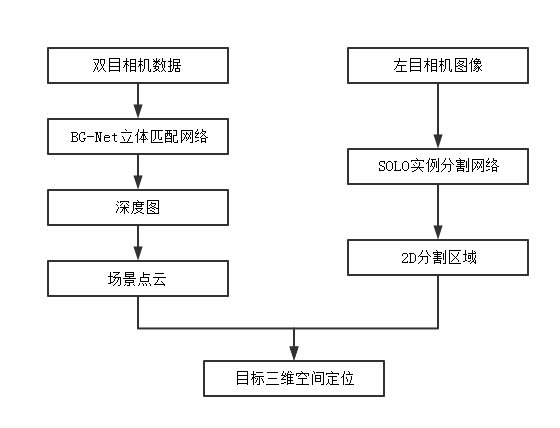 双目相机数据
BG-Net立体匹配网络
深度图
场景点云
左目相机图像
SOLO实例分割网络
2D分割区域
目标三维空间定位